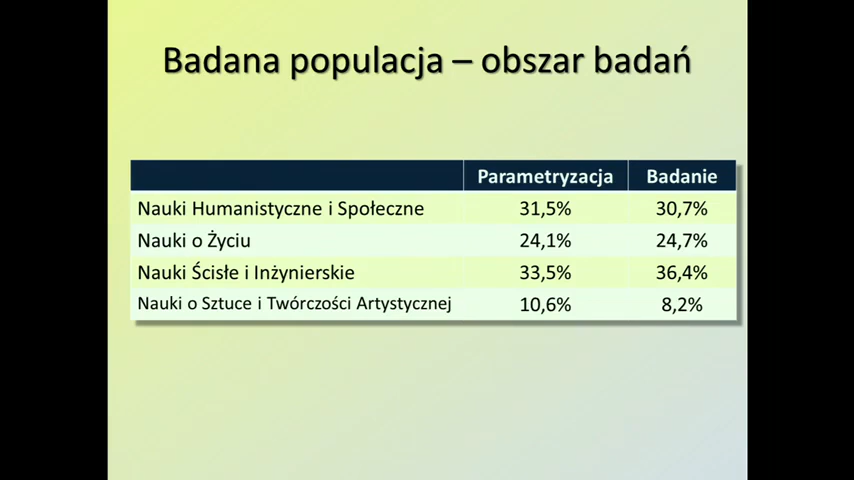 Badana populacja – obszar badań
Parametryzacja Badanie
Nauki Humanistyczne i Społeczne 31,5% 30,7%
Nauki o Życiu 24,1% 24,7%
Nauki Ścisłe i Inżynierskie 33,5% 36,4%
Nauki o Sztuce i Twórczości Artystycznej 10,6% 8,2%